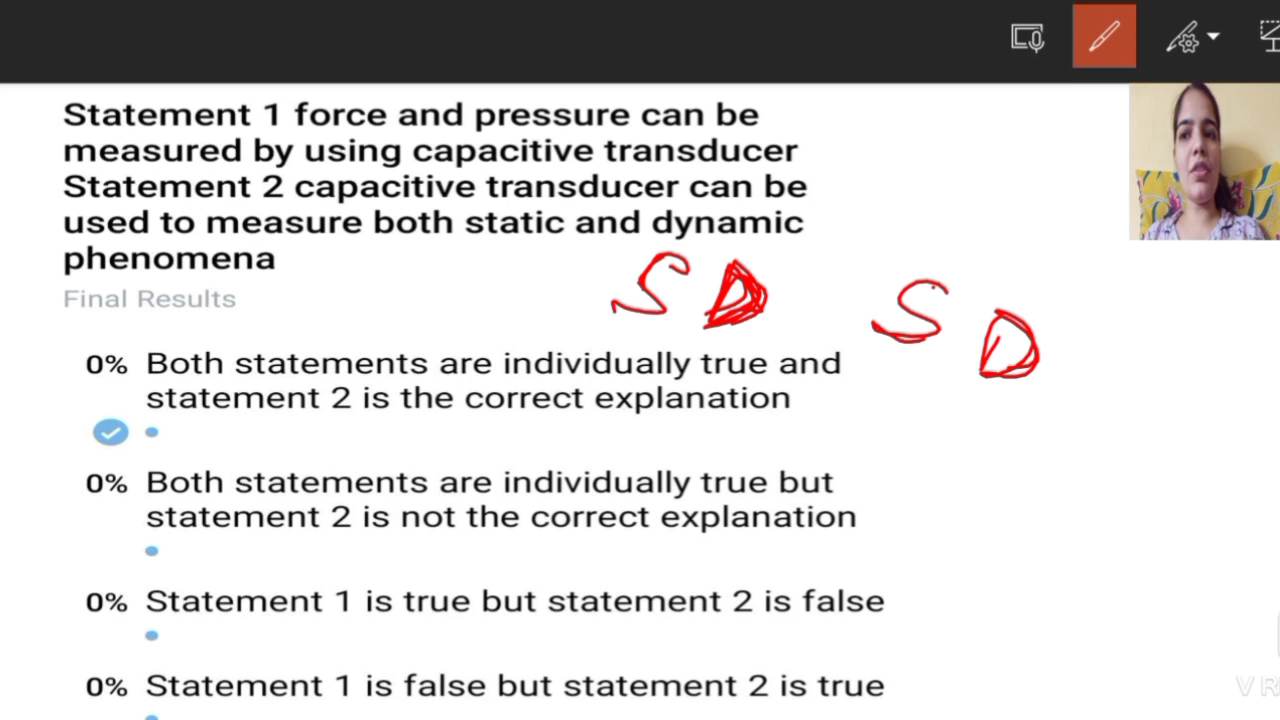 Statement 1 force and pressure can be
measured by using capacitive transducer
Statement 2 capacitive transducer can be
used to measure both static and dynamic
phenomena
S D S D
Final Results
0% Both statements are individually true and
statement 2 is the correct explanation
0% Both statements are individually true but
statement 2 is not the correct explanation
0% Statement 1 is true but statement 2 is false
0% Statement 1 is false but statement 2 is true